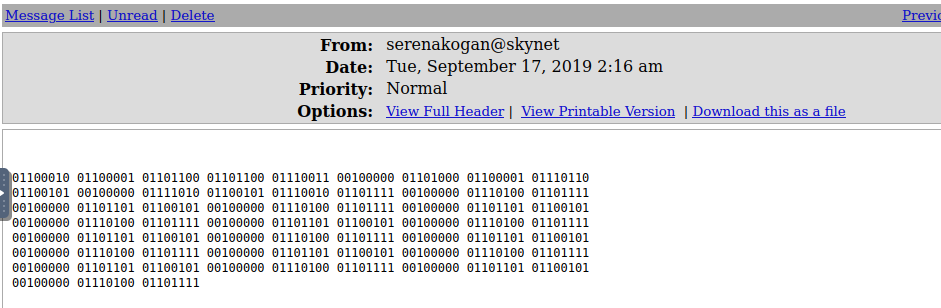 Message List | Unread | Delete
From: serenakogan@skynet
Date: Tue, September 17, 2019 2:16 am
Priority: Normal
Options: View Full Header | View Printable Version | Download this as a file
01100010 01100001 01101100 01101100 01110011 00100000 01101000 01100001 01110110
01100101 00100000 01111010 01100101 01110010 01101111 00100000 01110100 01101111
00100000 01101101 01100101 00100000 01110100 01101111 00100000 01101101 01100101
00100000 01110100 01101111 00100000 01101101 01100101 00100000 01110100 01101111
00100000 01101101 01100101 00100000 01110100 01101111 00100000 01101101 01100101
00100000 01110100 01101111 00100000 01101101 01100101 00100000 01110100 01101111
00100000 01101101 01100101 00100000 01110100 01101111 00100000 01101101 01100101
00100000 01110100 01101111